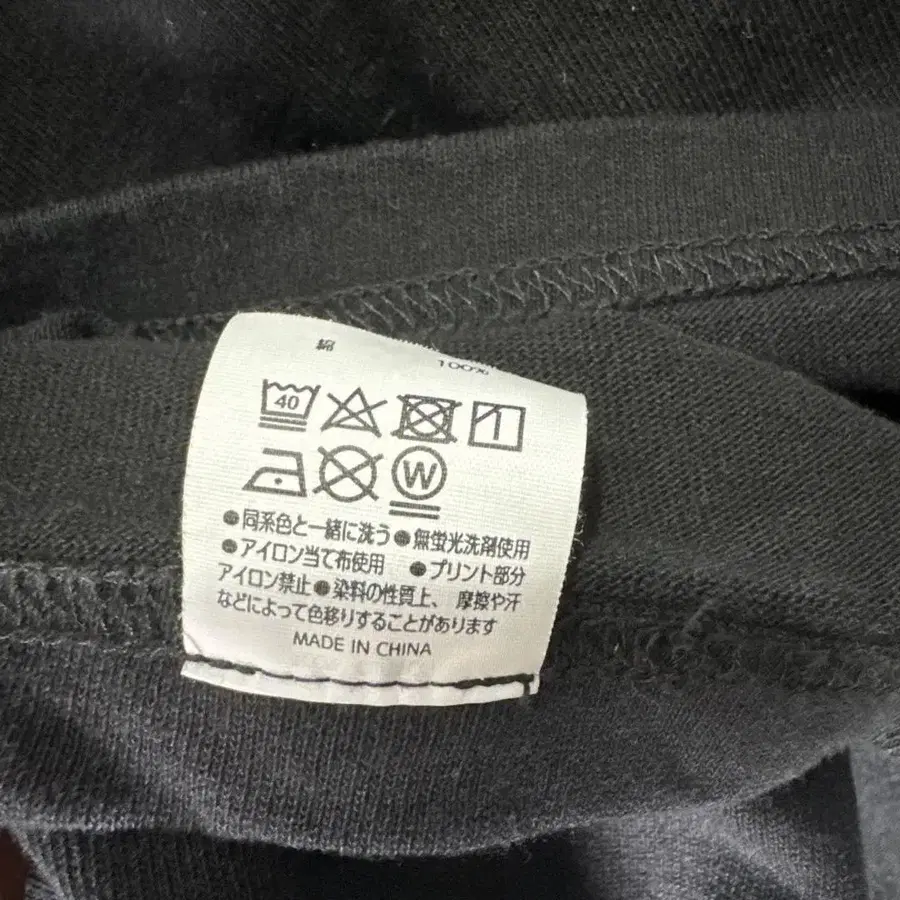 綿 100%
40
W
●同系色と一緒に洗う●無蛍光洗剤使用
●アイロン当て布使用 ●プリント部分
アイロン禁止●染料の性質上、摩擦や汗
などによって色移りすることがあります
MADE IN CHINA